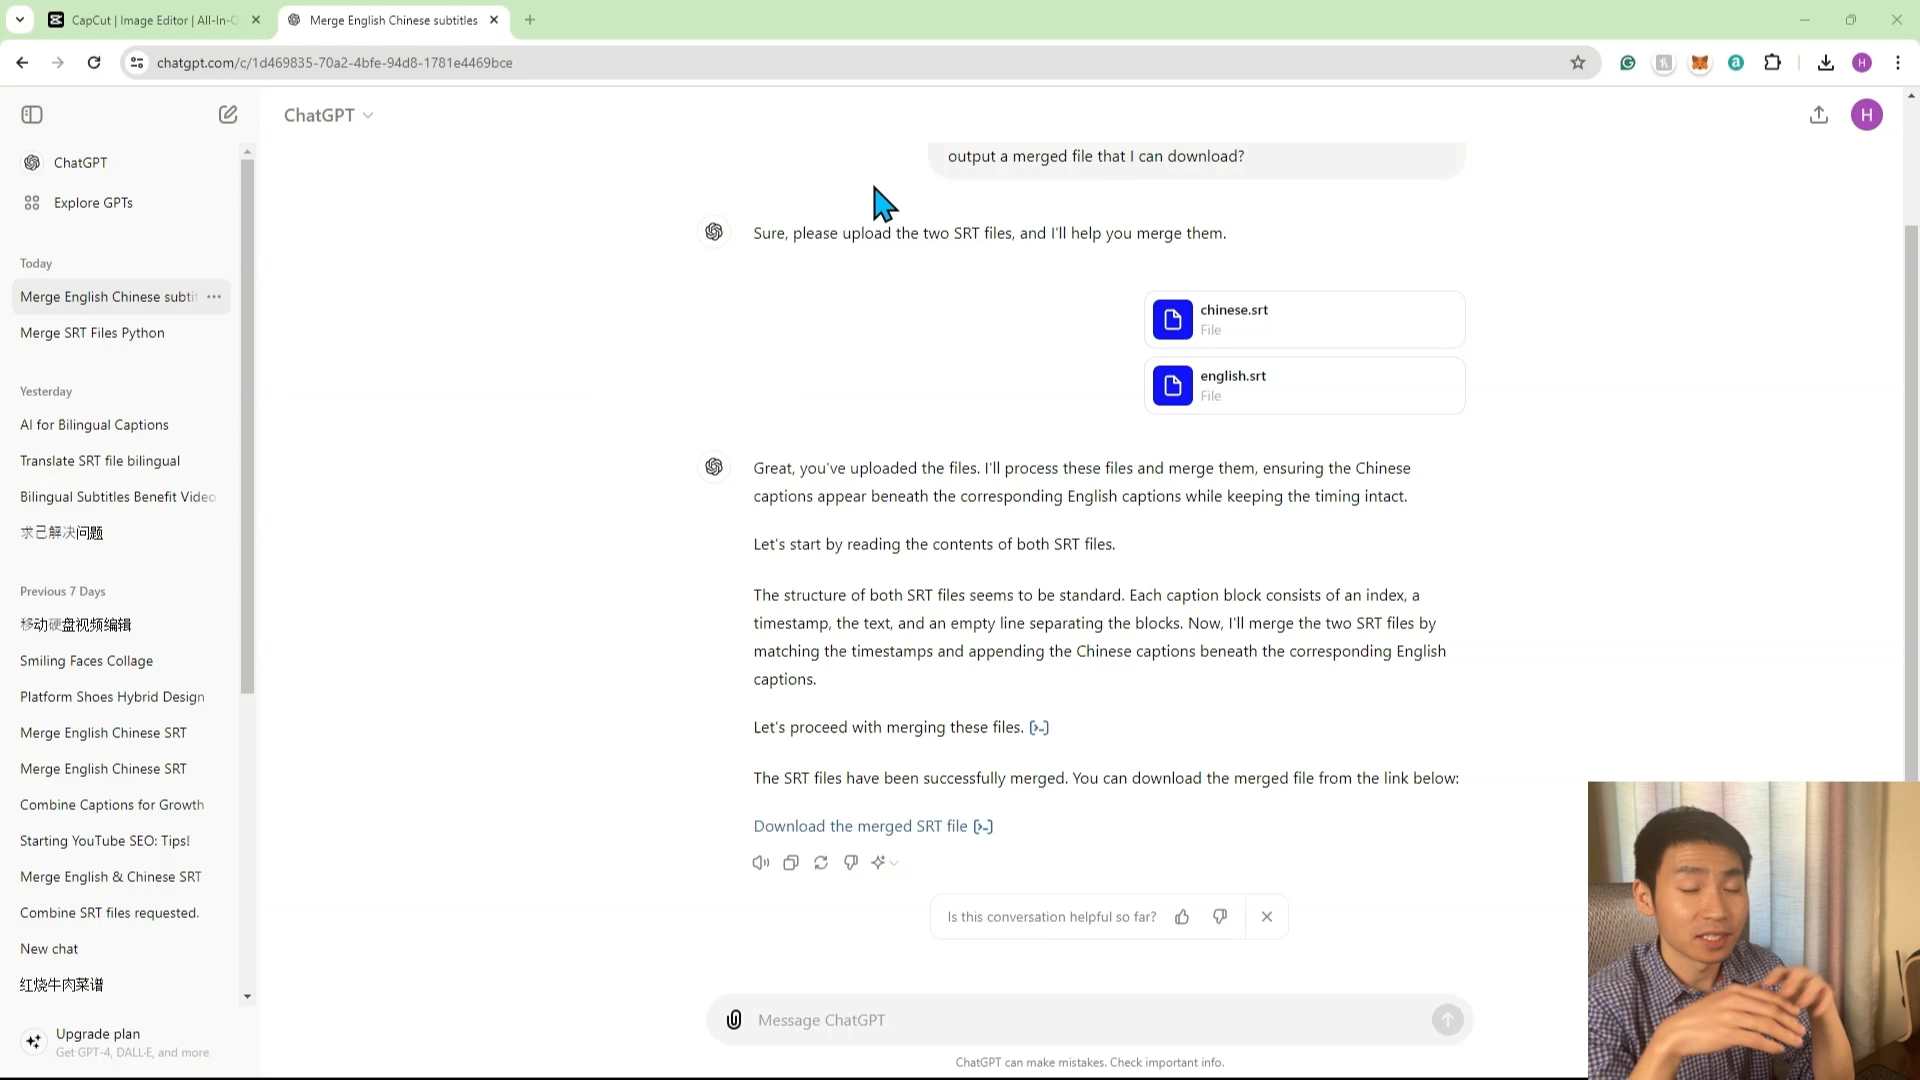 CapCut | Image Editor | All-In-O
Merge English Chinese subtitles
chatgpt.com/c/1d469835-70a2-4bfe-94d8-1781e4469bce
H
ChatGPT
H
ChatGPT
Explore GPTs
Today
Merge English Chinese subtit
Merge SRT Files Python
Yesterday
AI for Bilingual Captions
Translate SRT file bilingual
Bilingual Subtitles Benefit Video
求己解决问题
Previous 7 Days
移动硬盘视频编辑
Smiling Faces Collage
Platform Shoes Hybrid Design
Merge English Chinese SRT
Merge English Chinese SRT
Combine Captions for Growth
Starting YouTube SEO: Tips!
Merge English & Chinese SRT
Combine SRT files requested.
New chat
红烧牛肉菜谱
Upgrade plan
Get GPT-4, DALL·E, and more
output a merged file that I can download?
Sure, please upload the two SRT files, and I'll help you merge them.
chinese.srt
File
english.srt
File
Great, you've uploaded the files. I'll process these files and merge them, ensuring the Chinese
captions appear beneath the corresponding English captions while keeping the timing intact.
Let's start by reading the contents of both SRT files.
The structure of both SRT files seems to be standard. Each caption block consists of an index, a
timestamp, the text, and an empty line separating the blocks. Now, I'll merge the two SRT files by
matching the timestamps and appending the Chinese captions beneath the corresponding English
captions.
Let's proceed with merging these files. [>-]
The SRT files have been successfully merged. You can download the merged file from the link below:
Download the merged SRT file [>-]
Is this conversation helpful so far?
Message ChatGPT
ChatGPT can make mistakes. Check important info.